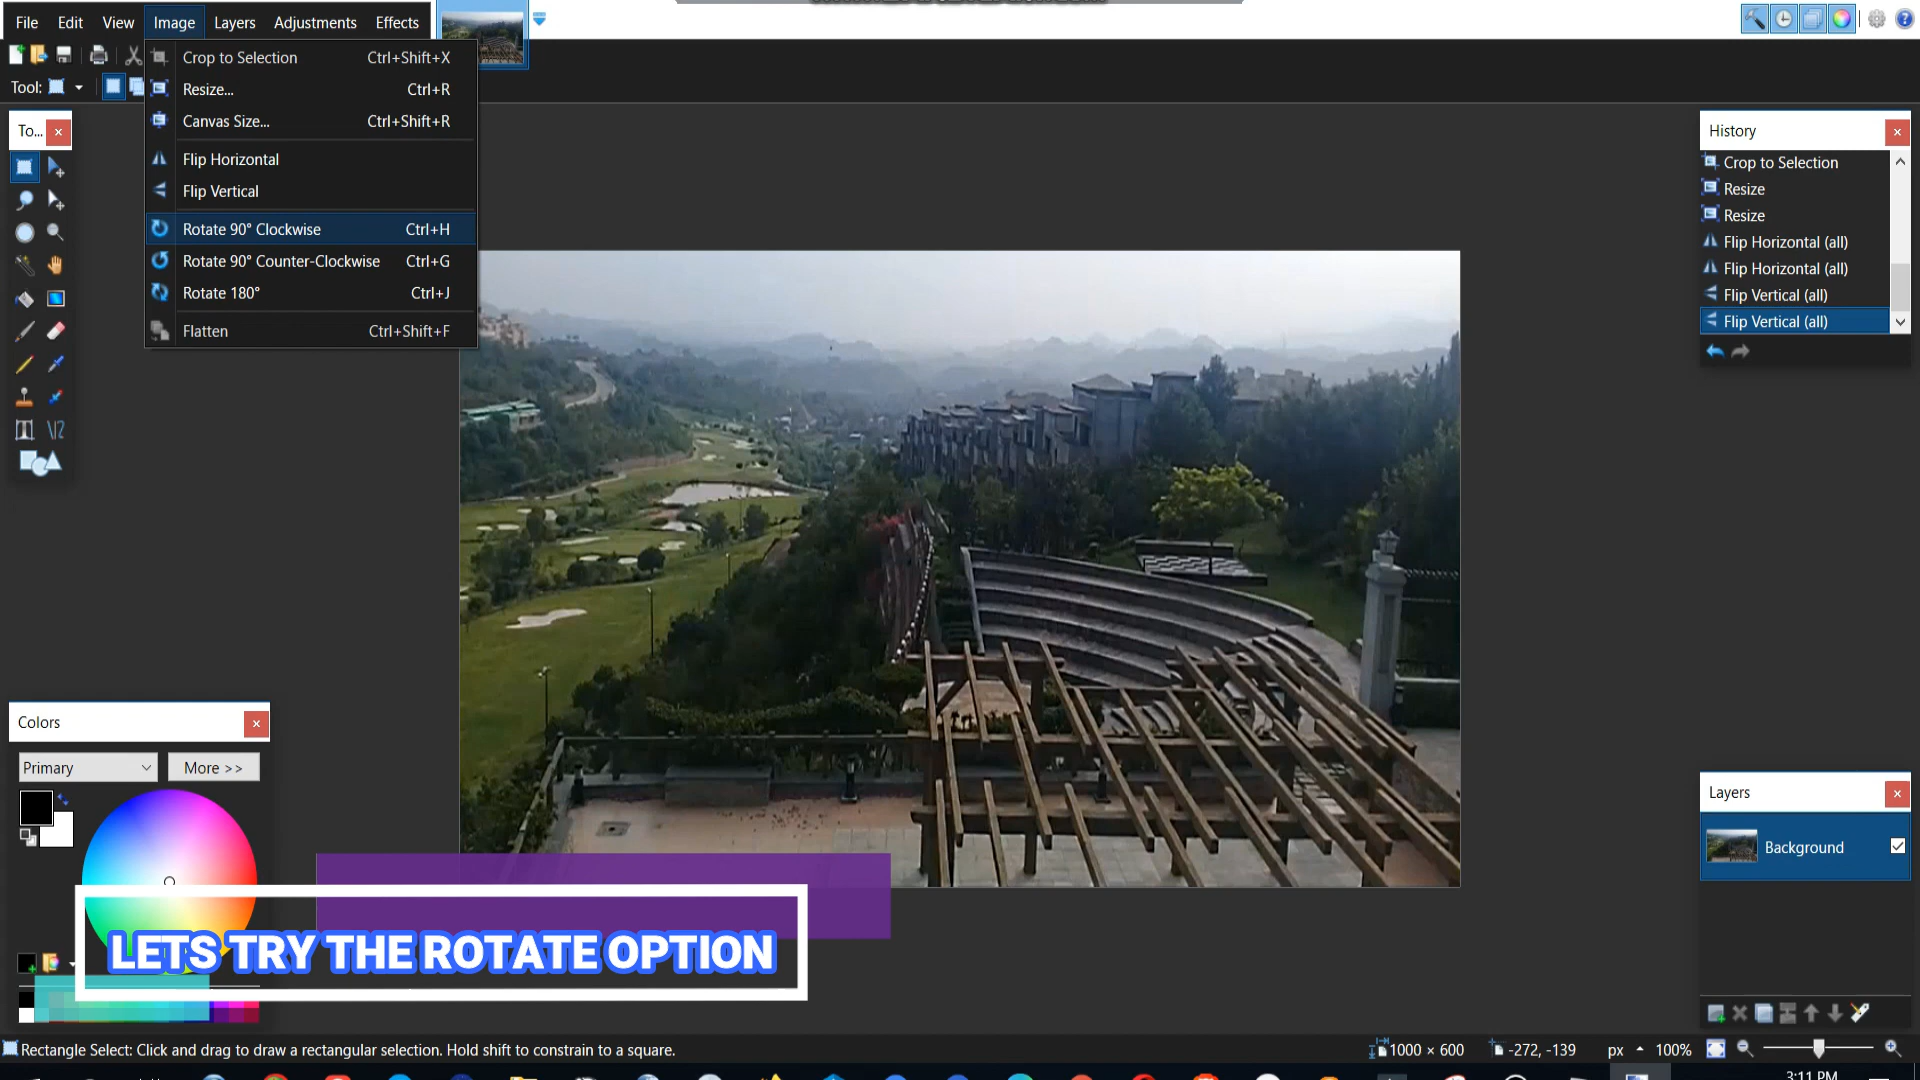 File Edit View Image Layers Adjustments Effects
Crop to Selection Ctrl+Shift+X
Tool:
Resize... Ctrl+R
Canvas Size... Ctrl+Shift+R
To...
History
Flip Horizontal
Crop to Selection
Flip Vertical
Resize
Resize
Rotate 90° Clockwise Ctrl+H
Flip Horizontal (all)
Rotate 90° Counter-Clockwise Ctrl+G
Flip Horizontal (all)
Rotate 180° Ctrl+J
Flip Vertical (all)
Flatten Ctrl+Shift+F
Flip Vertical (all)
Colors
Primary
More >>
Layers
Background
LETS TRY THE ROTATE OPTION
Rectangle Select: Click and drag to draw a rectangular selection. Hold shift to constrain to a square.
1000 × 600
-272, -139
px
100%
3:11 PM